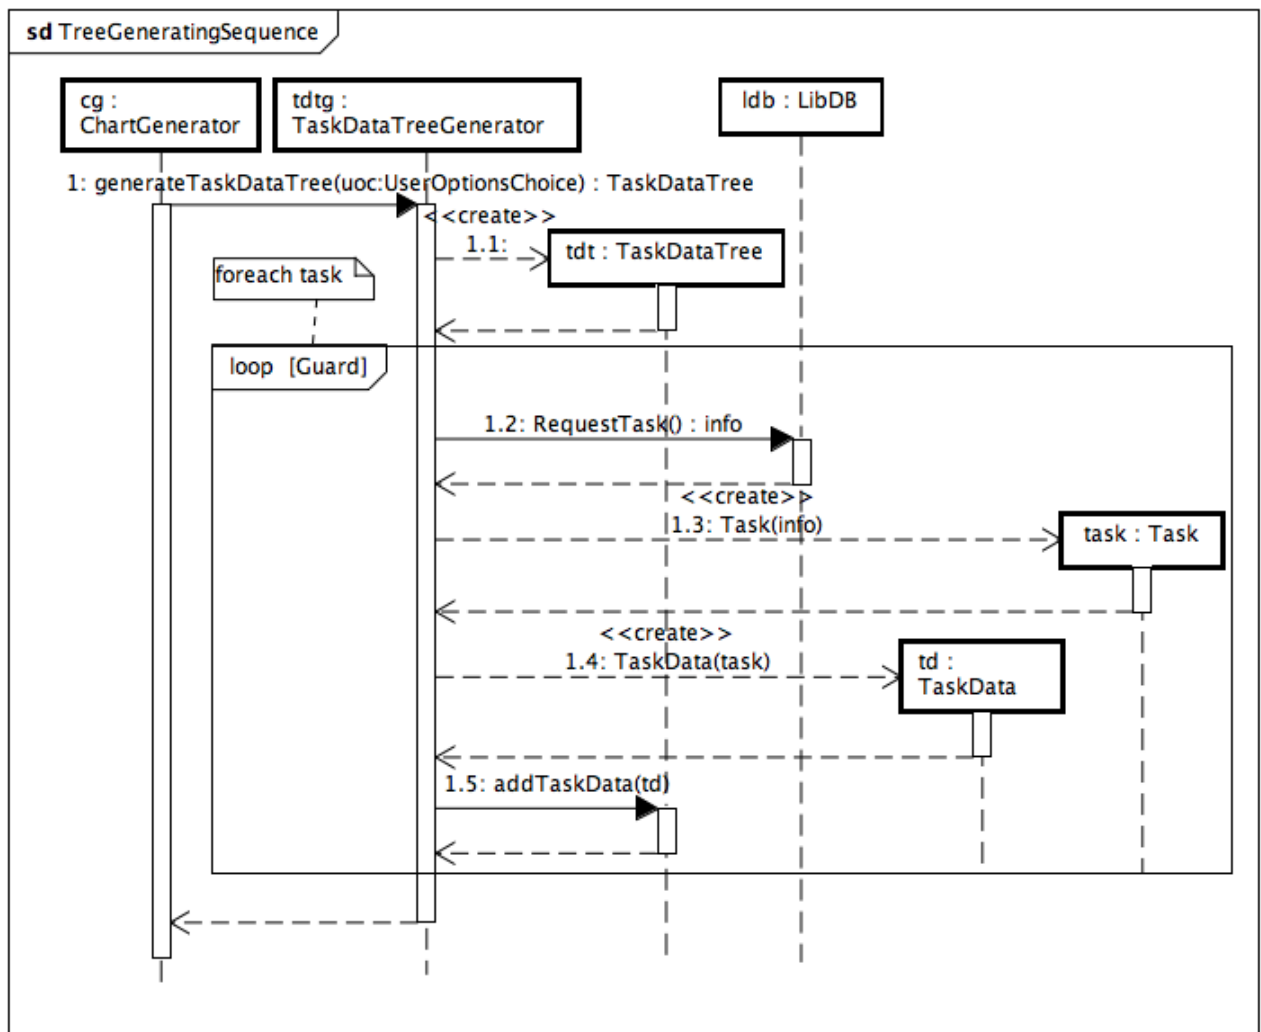 sd TreeGeneratingSequence
cg :
ChartGenerator
tdtg :
TaskDataTreeGenerator
ldb : LibDB
1: generateTaskDataTree(uoc:UserOptionsChoice) : TaskDataTree
<<create>>
1.1:
tdt : TaskDataTree
foreach task
loop [Guard]
1.2: RequestTask() : info
<<create>>
1.3: Task(info)
task : Task
<<create>>
1.4: TaskData(task)
td :
TaskData
1.5: addTaskData(td)